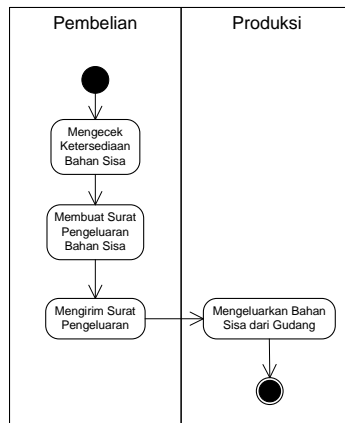 Pembelian
Produksi
Mengecek
Ketersediaan
Bahan Sisa
Membuat Surat
Pengeluaran
Bahan Sisa
Mengirim Surat
Pengeluaran
Mengeluarkan Bahan
Sisa dari Gudang